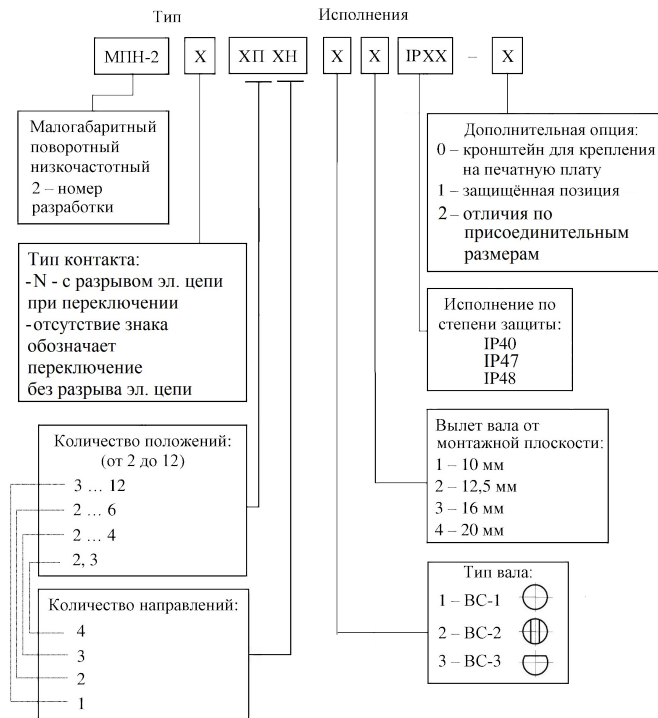 Тип
Исполнения
МПН-2 Х ХП ХН Х Х IPXX – Х
Малогабаритный
поворотный
низкочастотный
2 – номер
разработки
Тип контакта:
-N - с разрывом эл. цепи
при переключении
-отсутствие знака
обозначает
переключение
без разрыва эл. цепи
Количество положений:
(от 2 до 12)
3 ... 12
2 ... 6
2 ... 4
2, 3
Количество направлений:
4
3
2
1
Дополнительная опция:
0 – кронштейн для крепления
на печатную плату
1 – защищённая позиция
2 – отличия по
присоединительным
размерам
Исполнение по
степени защиты:
IP40
IP47
IP48
Вылет вала от
монтажной плоскости:
1 – 10 мм
2 – 12,5 мм
3 – 16 мм
4 – 20 мм
Тип вала:
1 – ВС-1
2 – ВС-2
3 – ВС-3